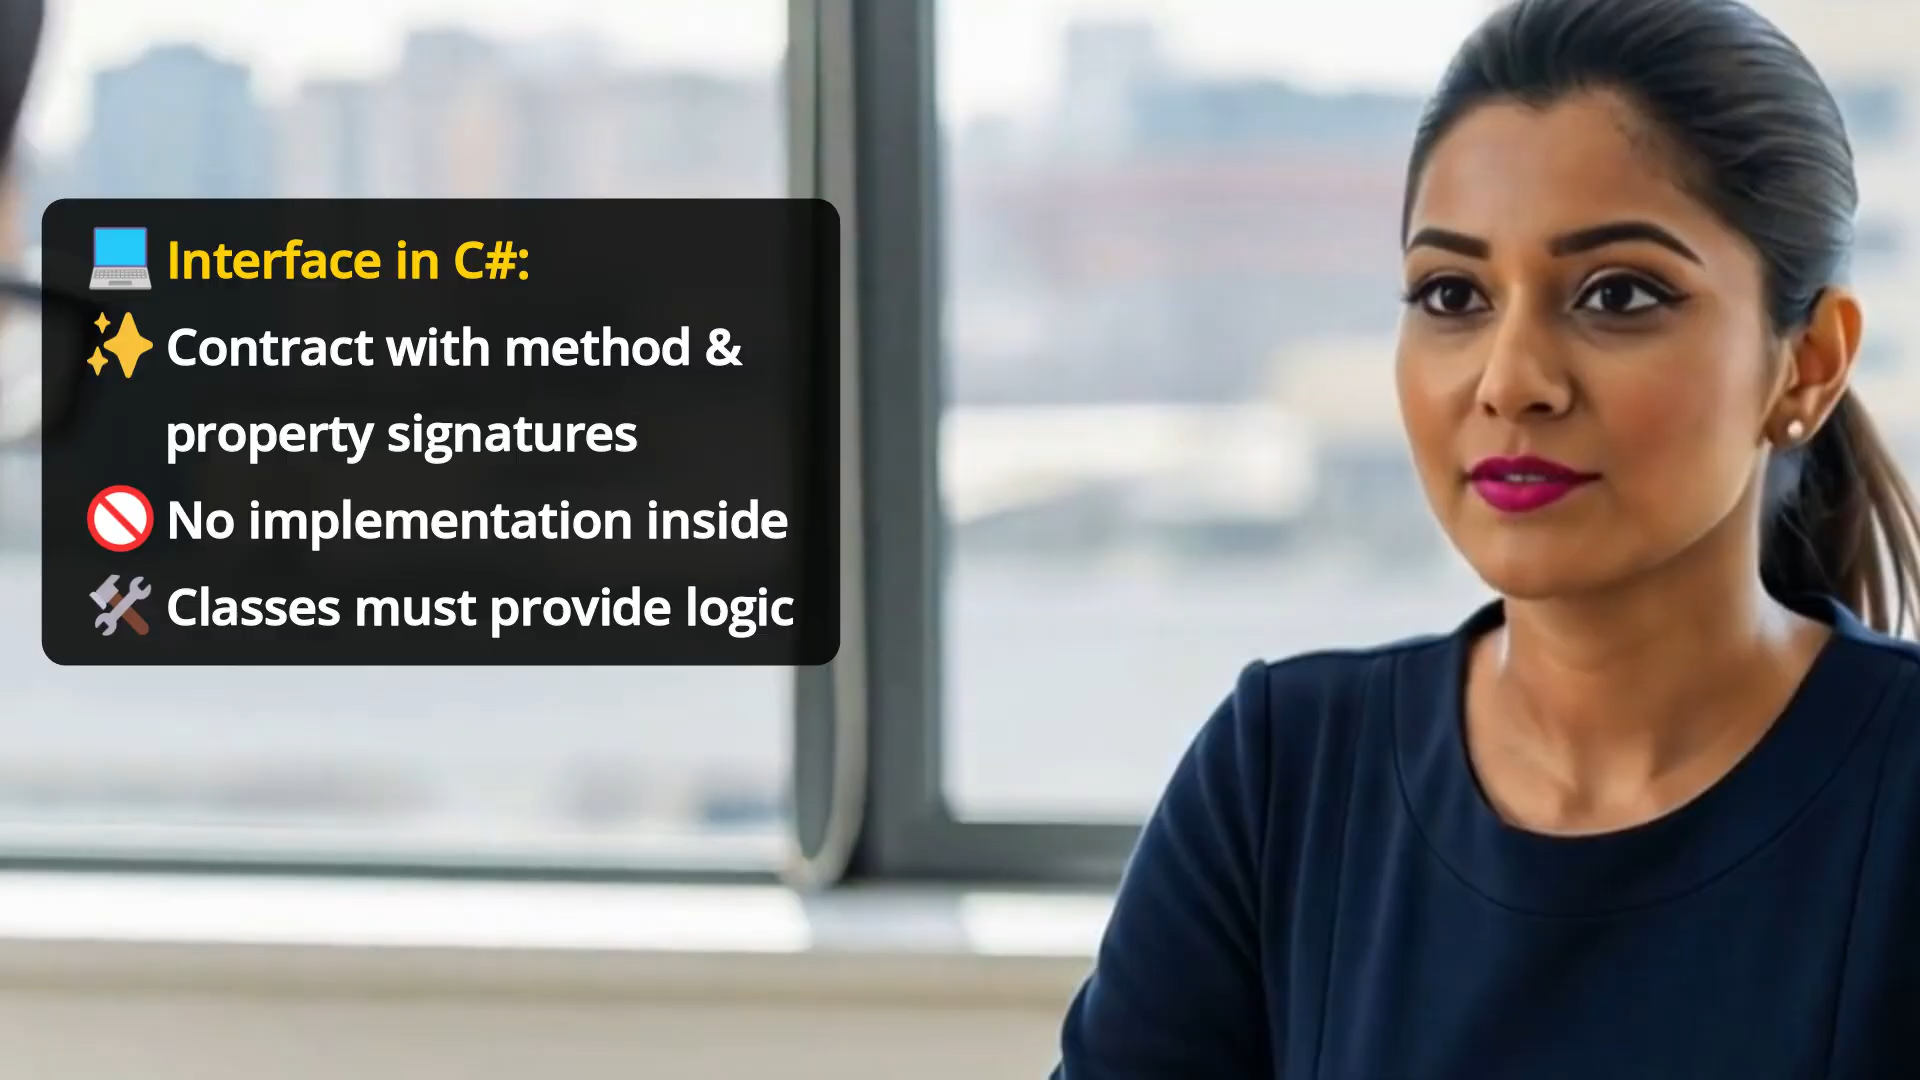 💻 Interface in C#:
✨ Contract with method &
property signatures
🚫 No implementation inside
🛠️ Classes must provide logic